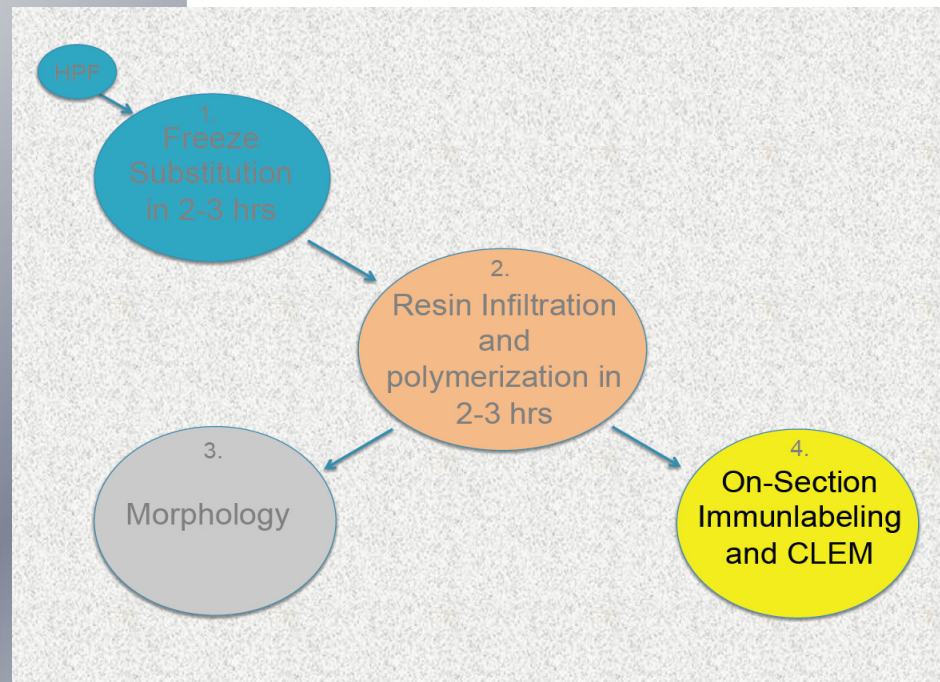 HPF
1.
Freeze
Substitution
in 2-3 hrs
2.
Resin Infiltration
and
polymerization in
2-3 hrs
3.
Morphology
4.
On-Section
Immunlabeling
and CLEM